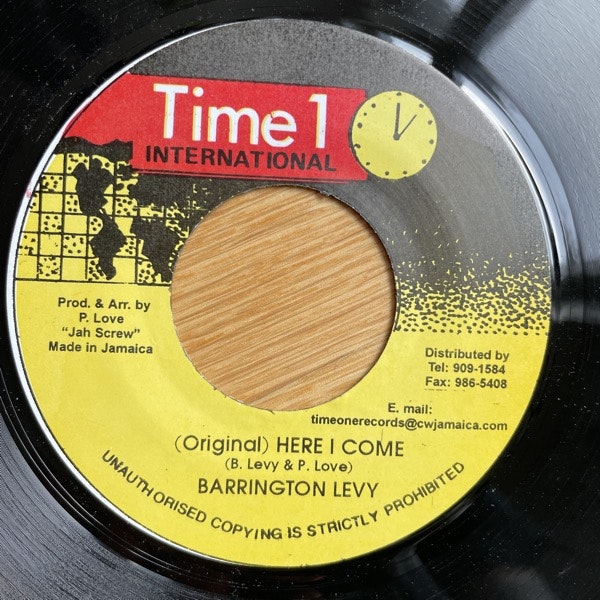 Time 1
INTERNATIONAL
Prod. & Arr. by
P. Love
"Jah Screw"
Made in Jamaica
Distributed by
Tel: 909-1584
Fax: 986-5408
E. mail:
timeonerecords@cwjamaica.com
(Original) HERE I COME
(B. Levy & P. Love)
BARRINGTON LEVY
UNAUTHORISED COPYING IS STRICTLY PROHIBITED